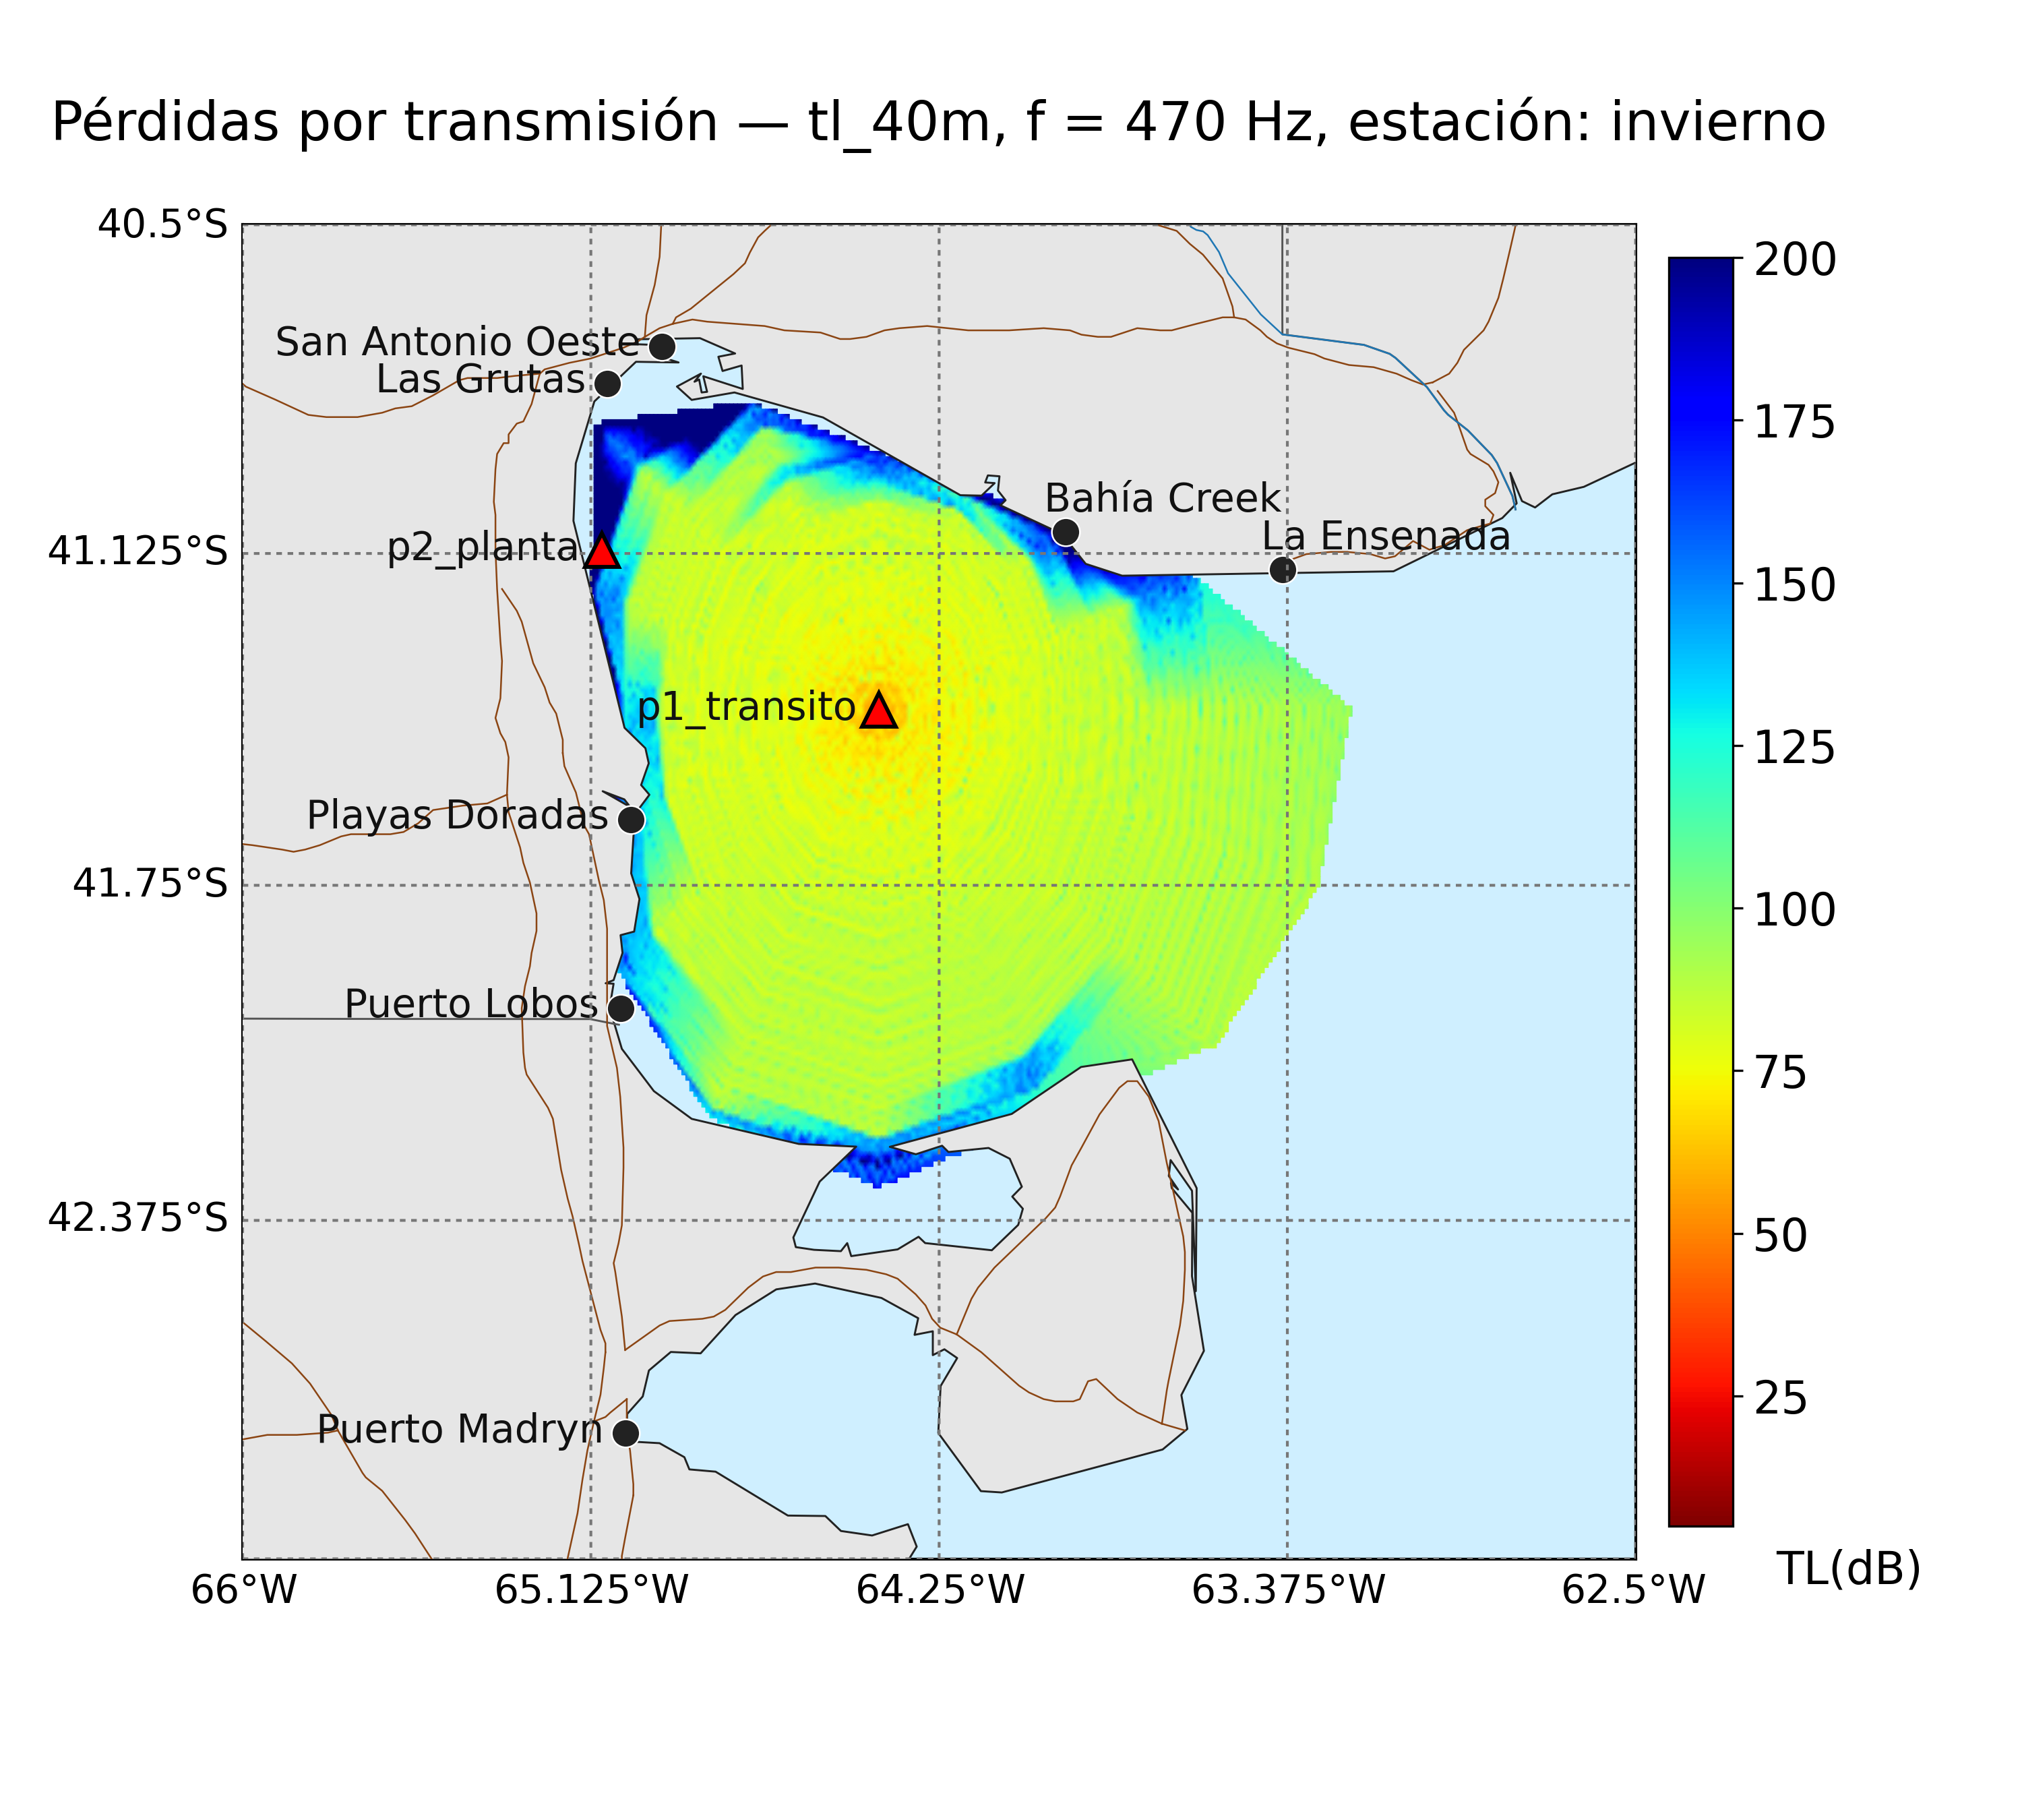 Pérdidas por transmisión — tl_40m, f = 470 Hz, estación: invierno
40.5°S
41.125°S
41.75°S
42.375°S
66°W
65.125°W
64.25°W
63.375°W
62.5°W
San Antonio Oeste
Las Grutas
Bahía Creek
La Ensenada
p2_planta
p1_transito
Playas Doradas
Puerto Lobos
Puerto Madryn
200
175
150
125
100
75
50
25
TL(dB)